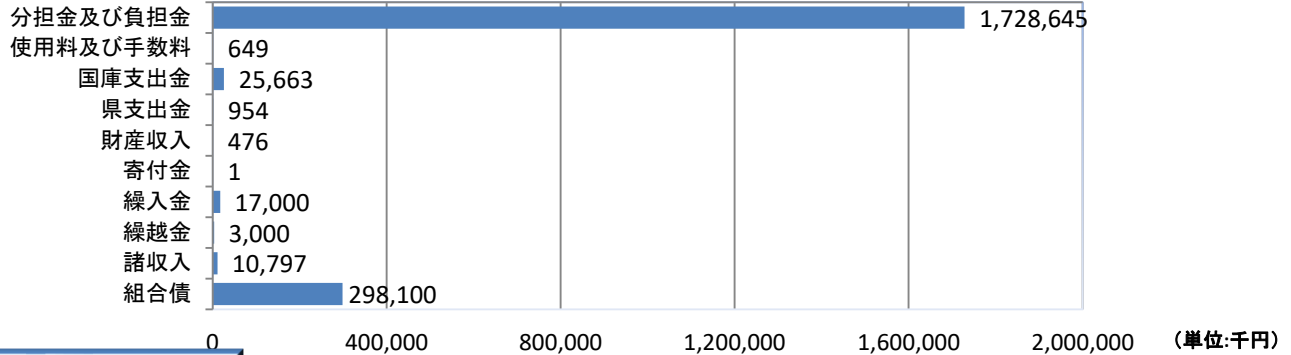 分担金及び負担金 1,728,645
使用料及び手数料 649
国庫支出金 25,663
県支出金 954
財産収入 476
寄付金 1
繰入金 17,000
繰越金 3,000
諸収入 10,797
組合債 298,100
0 400,000 800,000 1,200,000 1,600,000 2,000,000 （単位:千円）